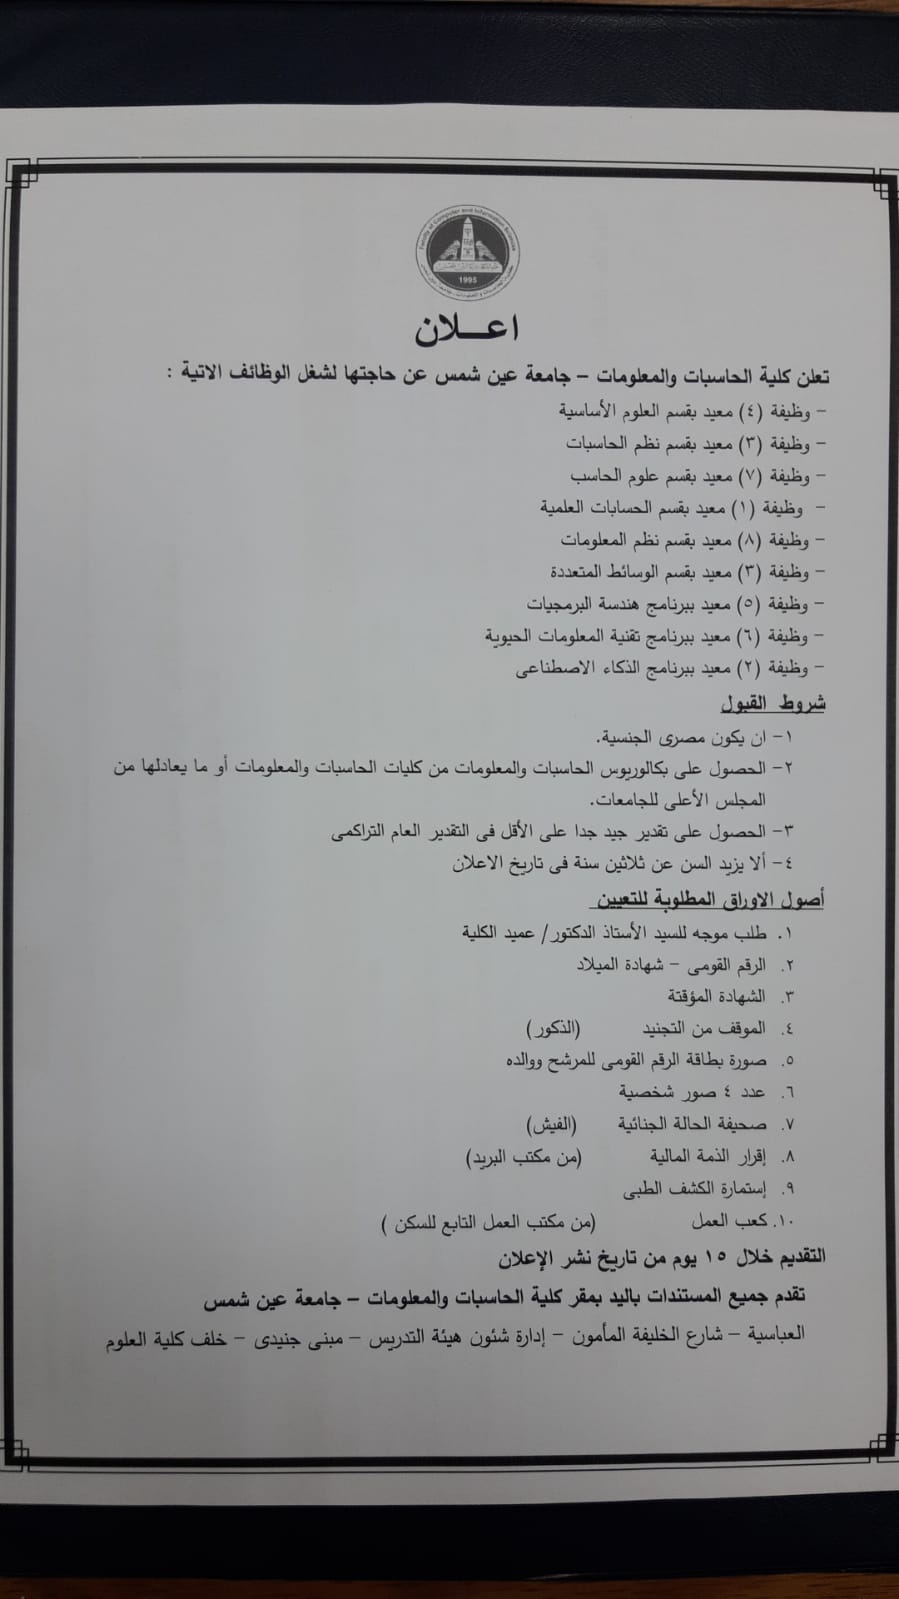 Faculty of Computer and Information Sciences
1995
اعـــلان
تعلن كلية الحاسبات والمعلومات – جامعة عين شمس عن حاجتها لشغل الوظائف الاتية :
– وظيفة (٤) معيد بقسم العلوم الأساسية
– وظيفة (٣) معيد بقسم نظم الحاسبات
– وظيفة (٧) معيد بقسم علوم الحاسب
– وظيفة (١) معيد بقسم الحسابات العلمية
– وظيفة (٨) معيد بقسم نظم المعلومات
– وظيفة (٣) معيد بقسم الوسائط المتعددة
– وظيفة (٥) معيد ببرنامج هندسة البرمجيات
– وظيفة (٦) معيد ببرنامج تقنية المعلومات الحيوية
– وظيفة (٢) معيد ببرنامج الذكاء الاصطناعى
شروط القبول
١– ان يكون مصرى الجنسية.
٢– الحصول على بكالوريوس الحاسبات والمعلومات من كليات الحاسبات والمعلومات أو ما يعادلها من
المجلس الأعلى للجامعات.
٣– الحصول على تقدير جيد جدا على الأقل فى التقدير العام التراكمى
٤– ألا يزيد السن عن ثلاثين سنة فى تاريخ الاعلان
أصول الاوراق المطلوبة للتعيين
١. طلب موجه للسيد الأستاذ الدكتور/ عميد الكلية
٢. الرقم القومى – شهادة الميلاد
٣. الشهادة المؤقتة
٤. الموقف من التجنيد (الذكور)
٥. صورة بطاقة الرقم القومى للمرشح ووالده
٦. عدد ٤ صور شخصية
٧. صحيفة الحالة الجنائية (الفيش)
٨. إقرار الذمة المالية (من مكتب البريد)
٩. إستمارة الكشف الطبى
١٠. كعب العمل (من مكتب العمل التابع للسكن )
التقديم خلال ١٥ يوم من تاريخ نشر الإعلان
تقدم جميع المستندات باليد بمقر كلية الحاسبات والمعلومات – جامعة عين شمس
العباسية – شارع الخليفة المأمون – إدارة شئون هيئة التدريس – مبنى جنيدى – خلف كلية العلوم